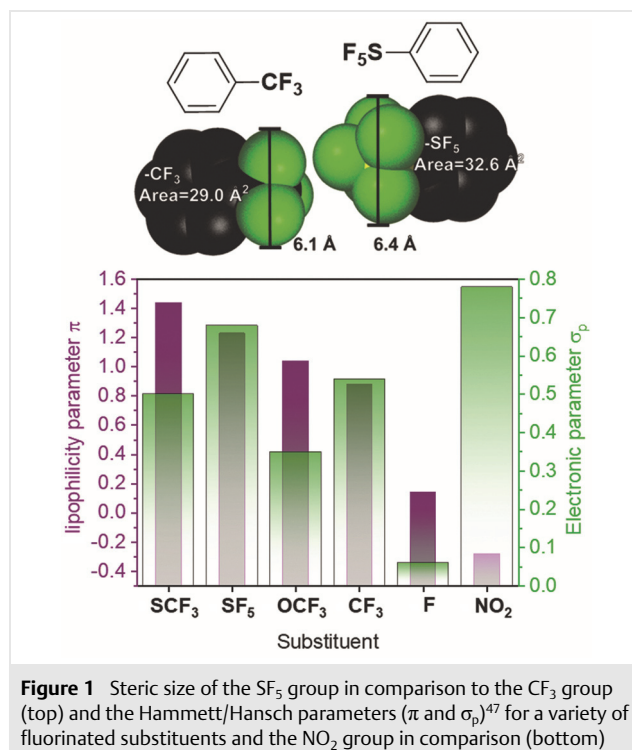 CF₃
F₅S
-CF₃
Area=29.0 A²
-SF₅
Area=32.6 A²
6.1 Å
6.4 Å
1.6
1.4
1.2
1.0
0.8
0.6
0.4
0.2
0.0
-0.2
-0.4
lipophilicity parameter π
0.8
0.7
0.6
0.5
0.4
0.3
0.2
0.1
0.0
Electronic parameter σₚ
SCF₃ SF₅ OCF₃ CF₃ F NO₂
Substituent
Figure 1 Steric size of the SF₅ group in comparison to the CF₃ group
(top) and the Hammett/Hansch parameters (π and σₚ)⁴⁷ for a variety of
fluorinated substituents and the NO₂ group in comparison (bottom)